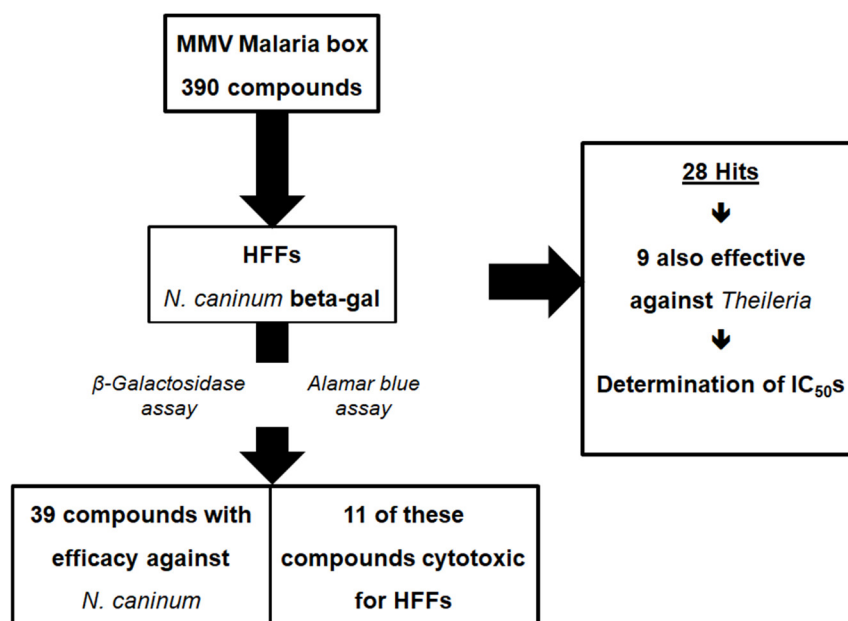 MMV Malaria box
390 compounds
HFFs
N. caninum beta-gal
β-Galactosidase
assay
Alamar blue
assay
39 compounds with
efficacy against
N. caninum
11 of these
compounds cytotoxic
for HFFs
28 Hits
9 also effective
against Theileria
Determination of IC₅₀s